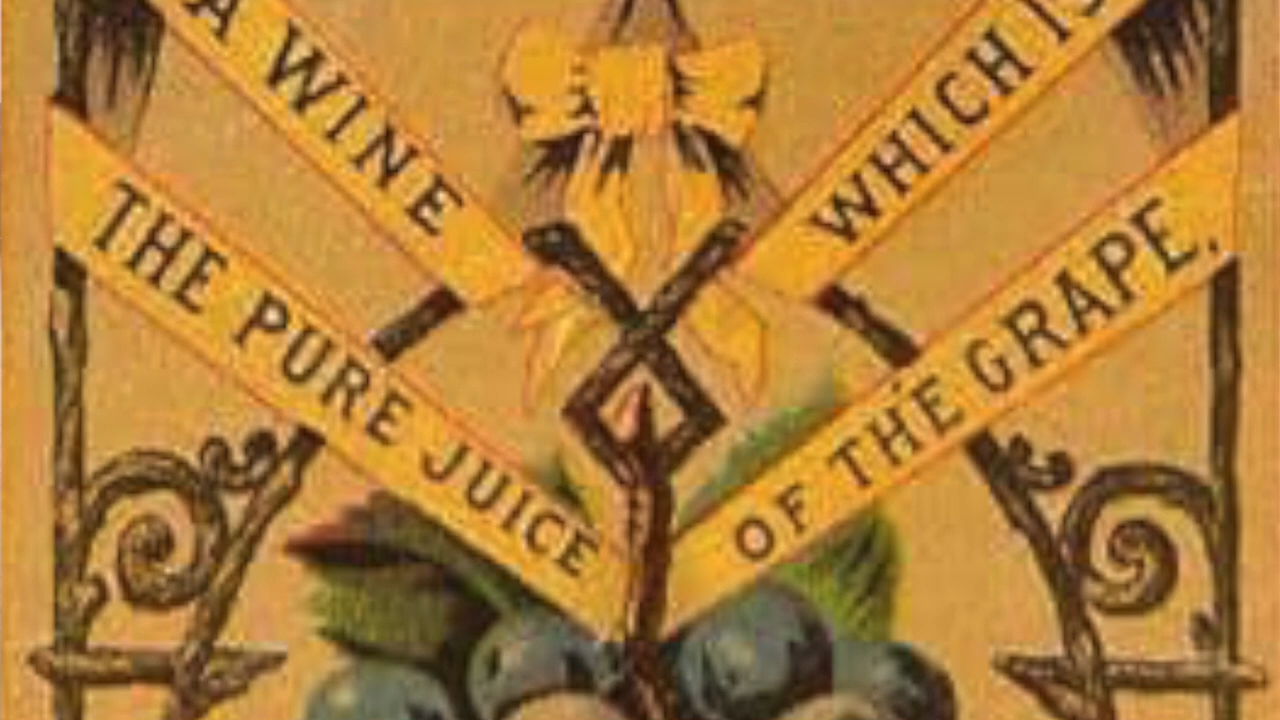 A WINE WHICH IS
THE PURE JUICE OF THE GRAPE.